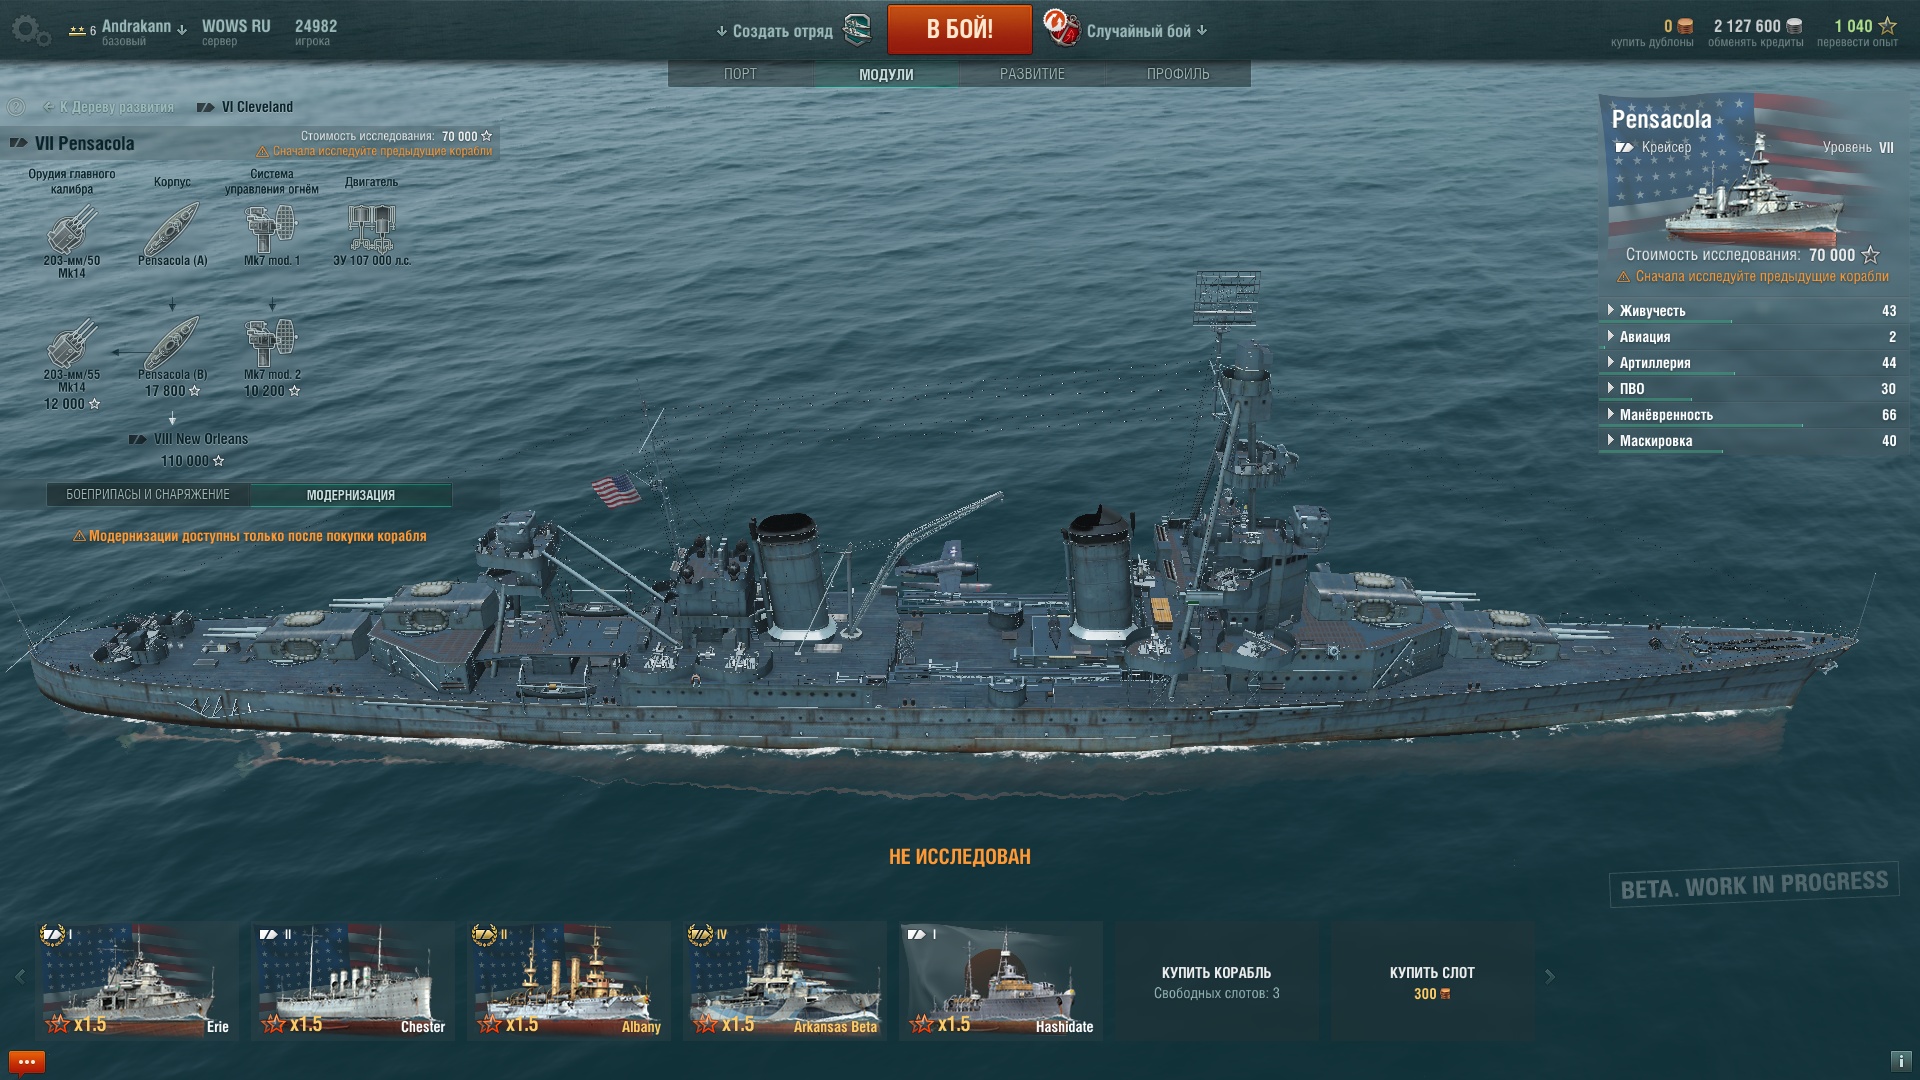 6 Andrakann
базовый
WOWS RU
сервер
24982
игрока
Создать отряд
В БОЙ!
Случайный бой
0
купить дублоны
2 127 600
обменять кредиты
1 040
перевести опыт
ПОРТ
МОДУЛИ
РАЗВИТИЕ
ПРОФИЛЬ
К Дереву развития
VI Cleveland
VII Pensacola
Стоимость исследования: 70 000
Сначала исследуйте предыдущие корабли
Орудия главного
калибра
Корпус
Система
управления огнём
Двигатель
203-мм/50
Mk14
Pensacola (A)
Mk7 mod. 1
ЭУ 107 000 л.с.
203-мм/55
Mk14
12 000
Pensacola (B)
17 800
Mk7 mod. 2
10 200
VIII New Orleans
110 000
БОЕПРИПАСЫ И СНАРЯЖЕНИЕ
МОДЕРНИЗАЦИЯ
Модернизации доступны только после покупки корабля
Pensacola
Крейсер
Уровень VII
Стоимость исследования: 70 000
Сначала исследуйте предыдущие корабли
Живучесть 43
Авиация 2
Артиллерия 44
ПВО 30
Манёвренность 66
Маскировка 40
НЕ ИССЛЕДОВАН
BETA. WORK IN PROGRESS
I
x1.5
Erie
II
x1.5
Chester
II
x1.5
Albany
IV
x1.5
Arkansas Beta
I
x1.5
Hashidate
КУПИТЬ КОРАБЛЬ
Свободных слотов: 3
КУПИТЬ СЛОТ
300